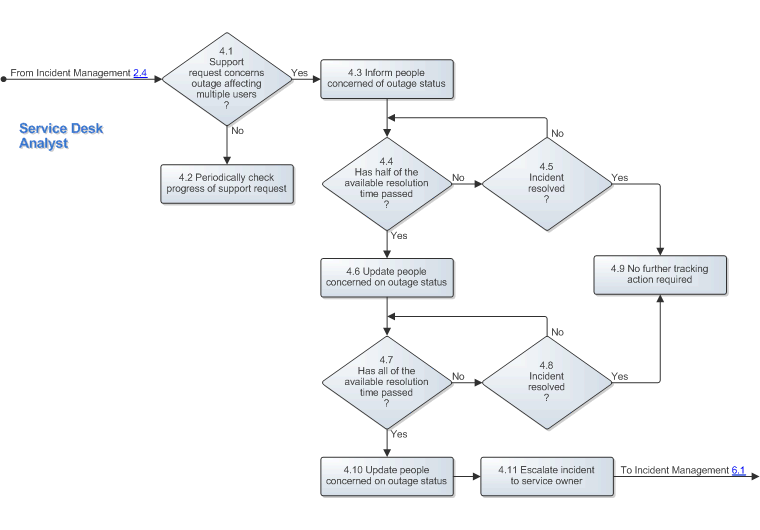 From Incident Management 2.4
4.1
Support
request concerns
outage affecting
multiple users
?
Yes
No
Service Desk
Analyst
4.2 Periodically check
progress of support request
4.3 Inform people
concerned of outage status
4.4
Has half of the
available resolution
time passed
?
No
Yes
4.5
Incident
resolved ?
No
Yes
4.6 Update people
concerned on outage status
4.9 No further tracking
action required
4.7
Has all of the
available resolution
time passed
?
No
Yes
4.8
Incident
resolved
?
No
Yes
4.10 Update people
concerned on outage status
4.11 Escalate incident
to service owner
To Incident Management 6.1